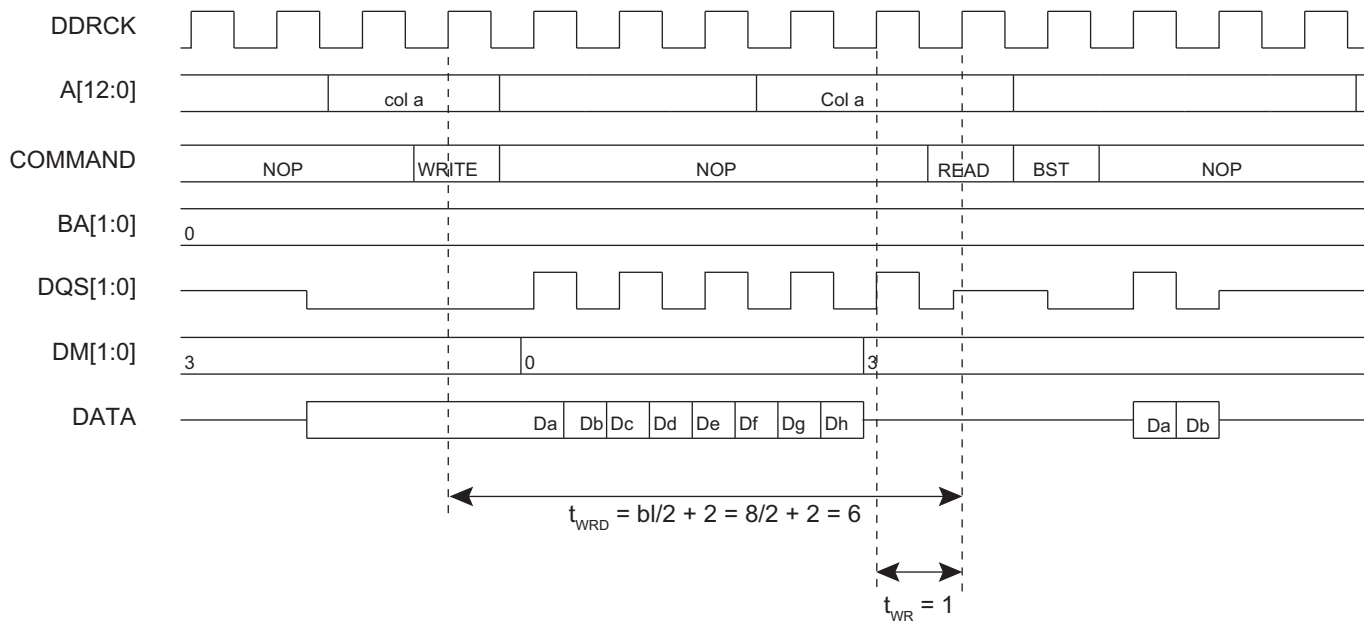 DDRCK
A[12:0] col a Col a
COMMAND NOP WRITE NOP READ BST NOP
BA[1:0] 0
DQS[1:0]
DM[1:0] 3 0 3
DATA Da Db Dc Dd De Df Dg Dh Da Db
tWRD = bl/2 + 2 = 8/2 + 2 = 6
tWR = 1